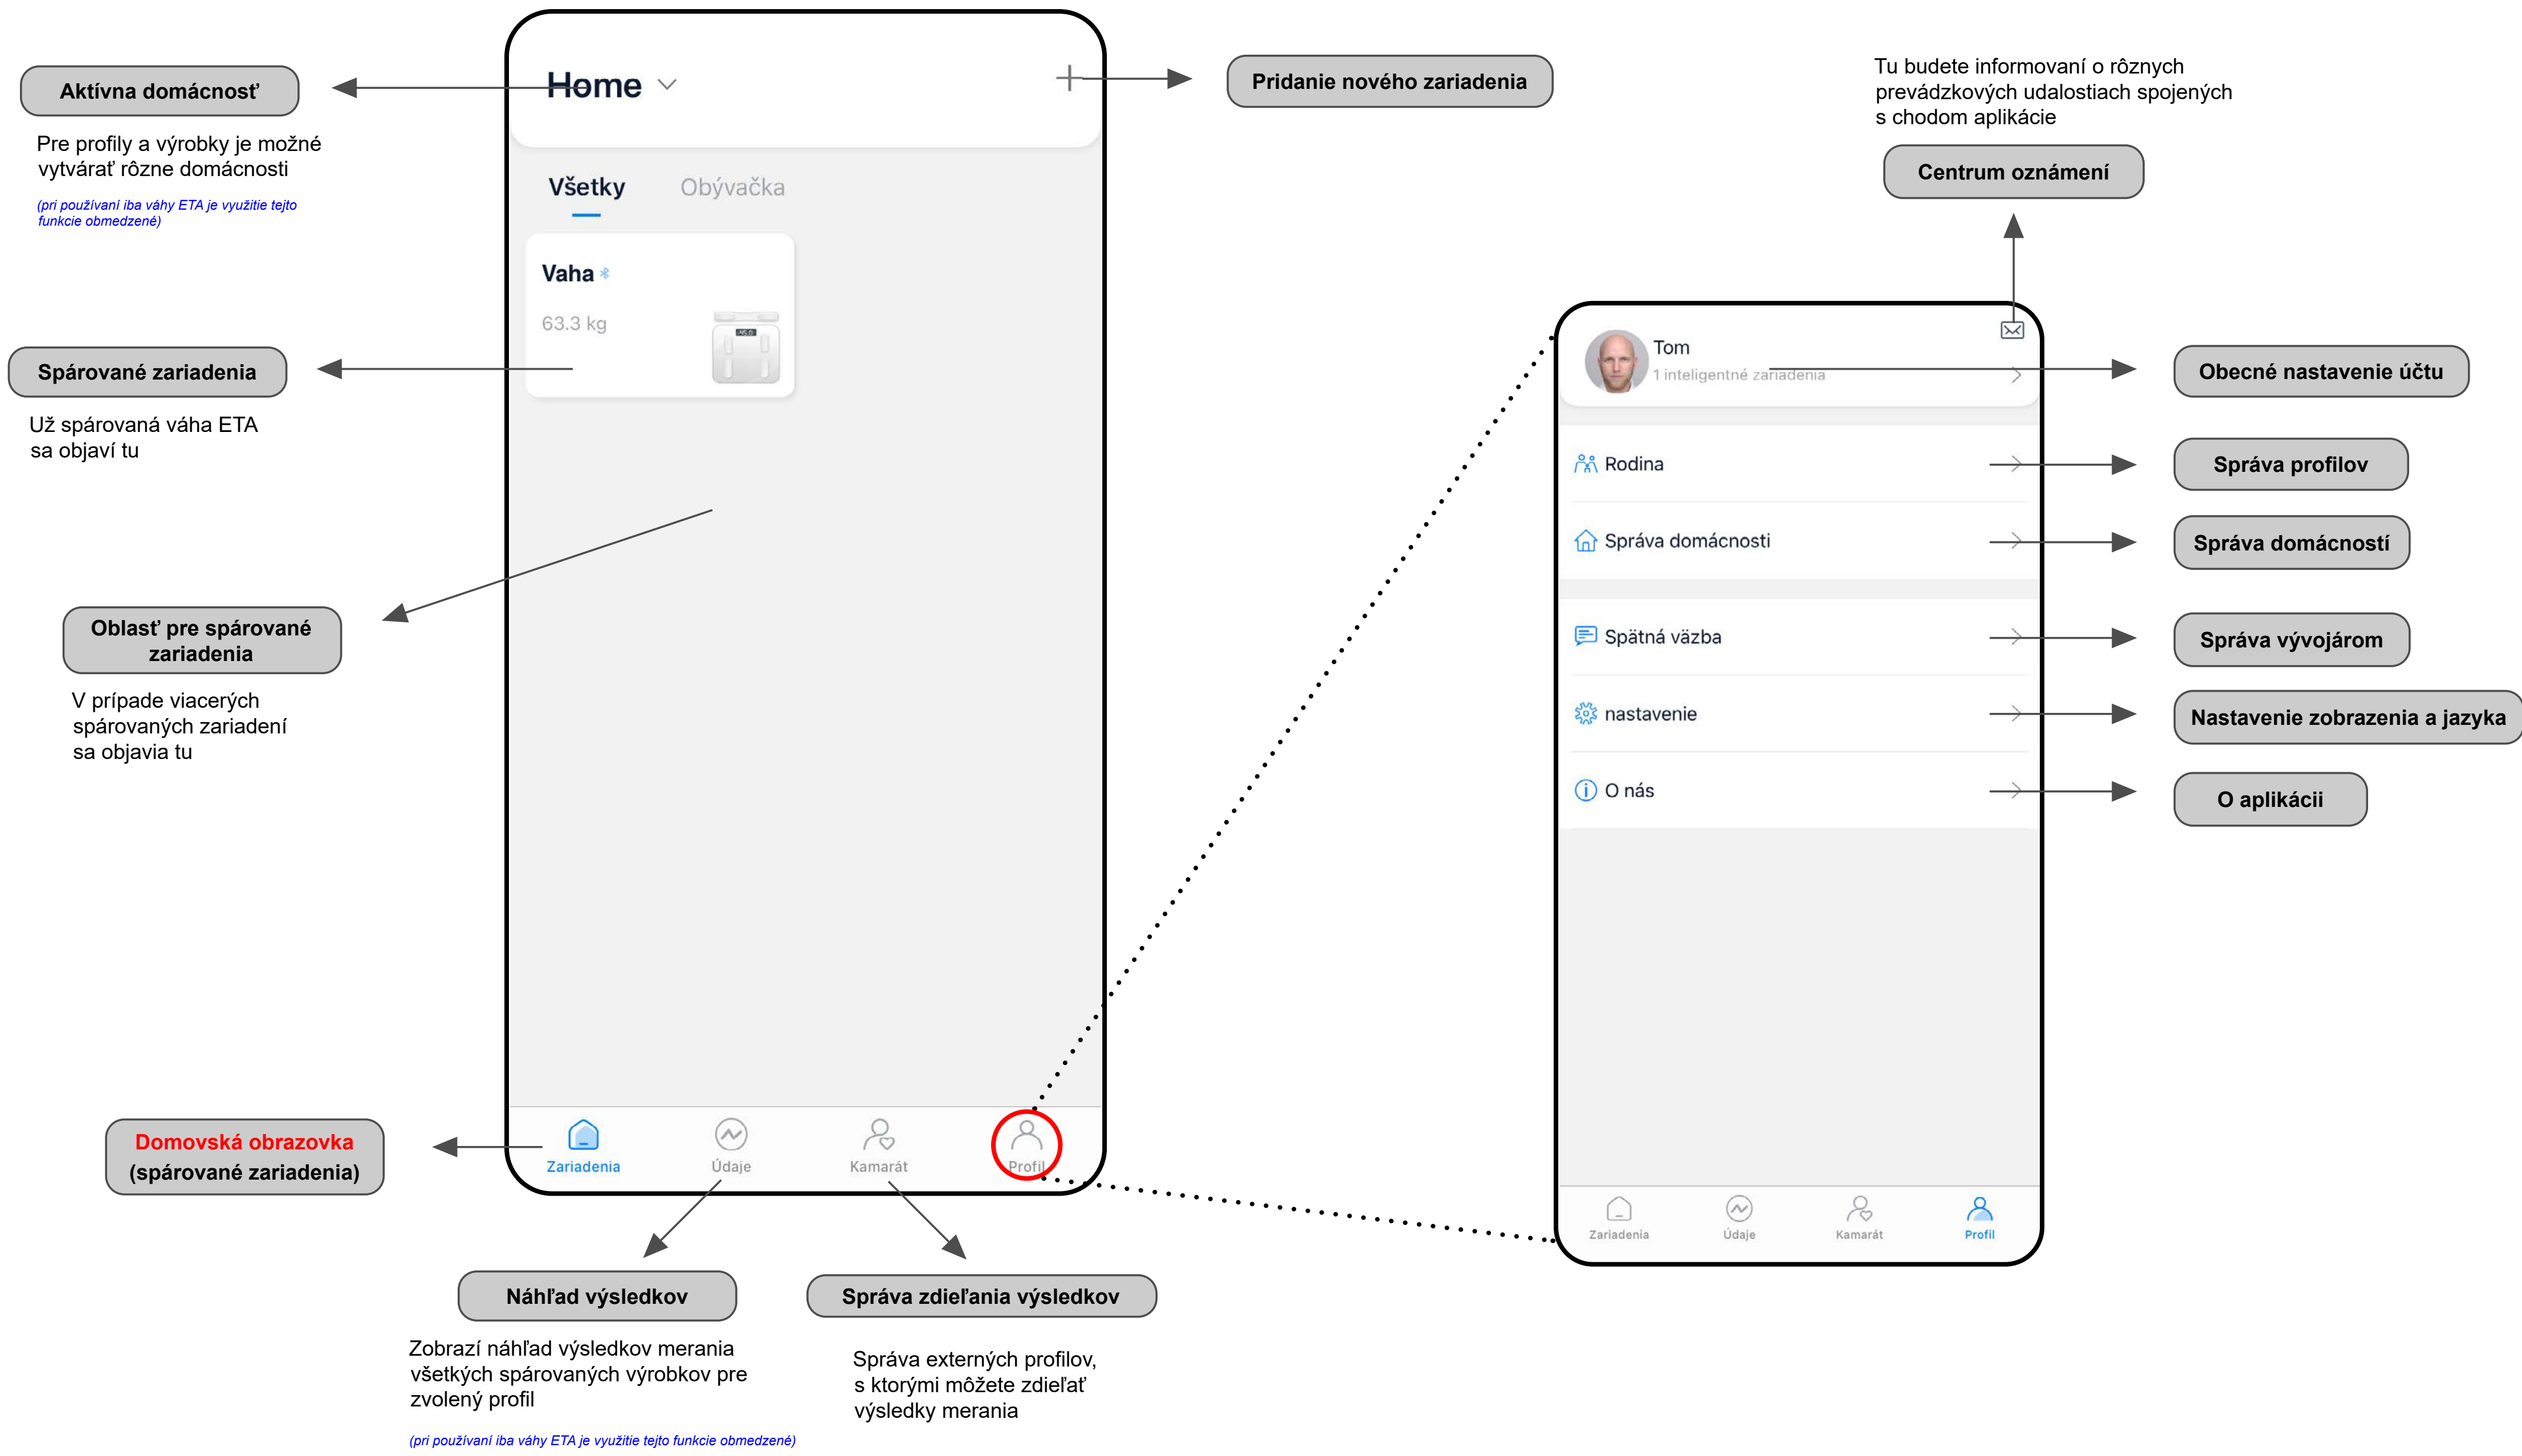 Aktívna domácnosť
Pre profily a výrobky je možné
vytvárať rôzne domácnosti
(pri používaní iba váhy ETA je využitie tejto
funkcie obmedzené)
Spárované zariadenia
Už spárovaná váha ETA
sa objaví tu
Oblasť pre spárované
zariadenia
V prípade viacerých
spárovaných zariadení
sa objavia tu
Domovská obrazovka
(spárované zariadenia)
Home
Všetky Obývačka
Vaha
63.3 kg
Zariadenia Údaje Kamarát Profil
Náhľad výsledkov
Zobrazí náhľad výsledkov merania
všetkých spárovaných výrobkov pre
zvolený profil
(pri používaní iba váhy ETA je využitie tejto funkcie obmedzené)
Správa zdieľania výsledkov
Správa externých profilov,
s ktorými môžete zdieľať
výsledky merania
Pridanie nového zariadenia
Tu budete informovaní o rôznych
prevádzkových udalostiach spojených
s chodom aplikácie
Centrum oznámení
Tom
1 inteligentné zariadenia
Rodina
Správa domácnosti
Spätná väzba
nastavenie
O nás
Zariadenia Údaje Kamarát Profil
Obecné nastavenie účtu
Správa profilov
Správa domácností
Správa vývojárom
Nastavenie zobrazenia a jazyka
O aplikácii